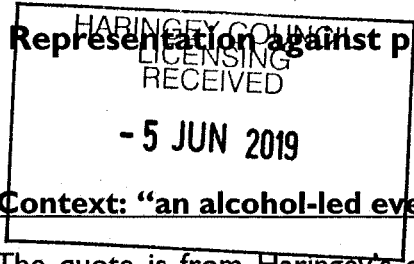 HARINGEY COUNCIL
Representation against p
LICENSING
RECEIVED
- 5 JUN 2019
Context: “an alcohol-led eve
The quote is from Haringey's